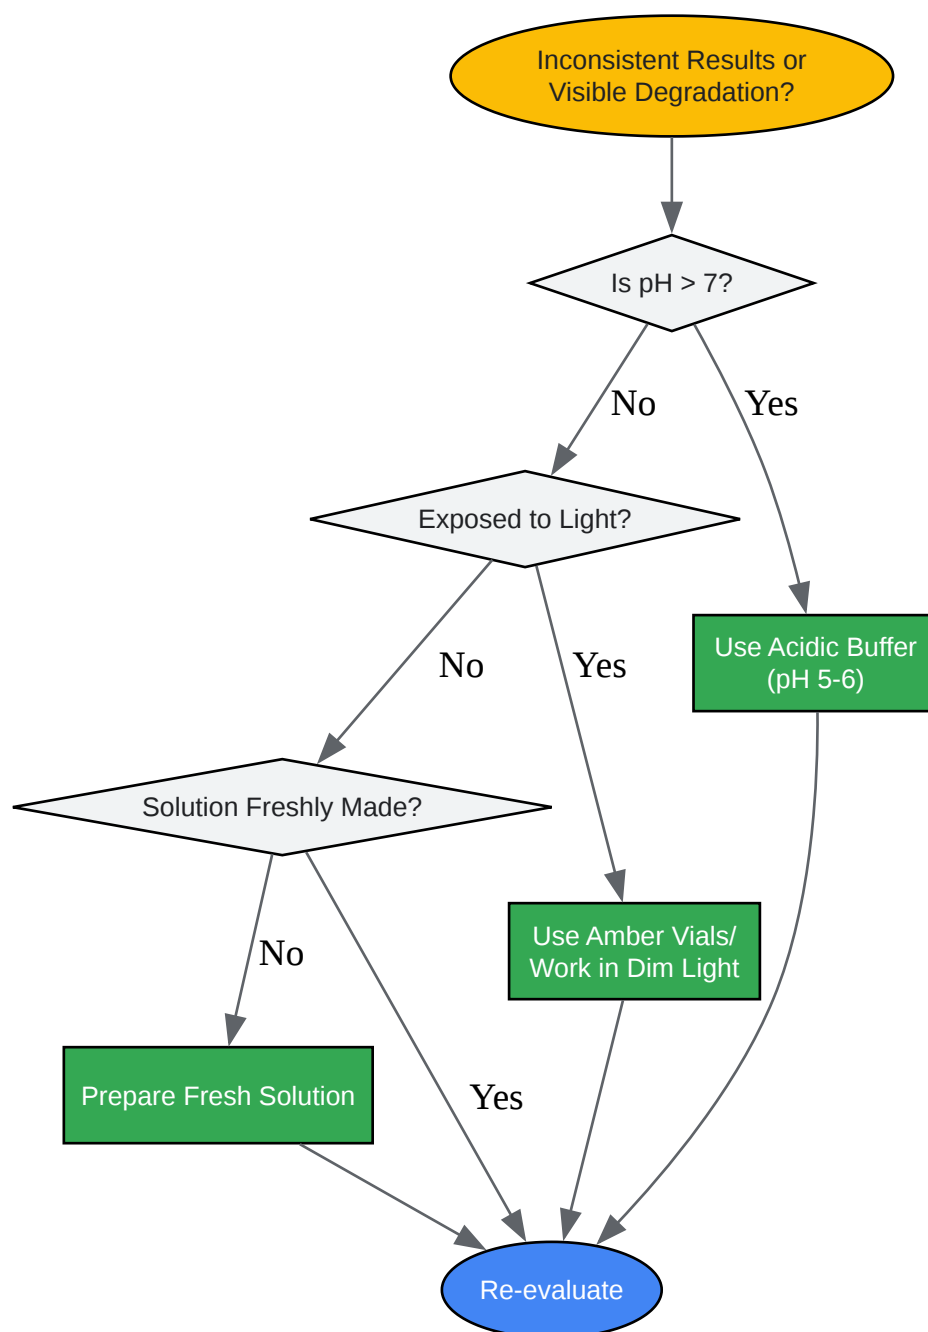 Inconsistent Results or
Visible Degradation?
Is pH > 7?
No
Yes
Exposed to Light?
Use Acidic Buffer
(pH 5-6)
No
Yes
Solution Freshly Made?
Use Amber Vials/
Work in Dim Light
No
Prepare Fresh Solution
Yes
Re-evaluate